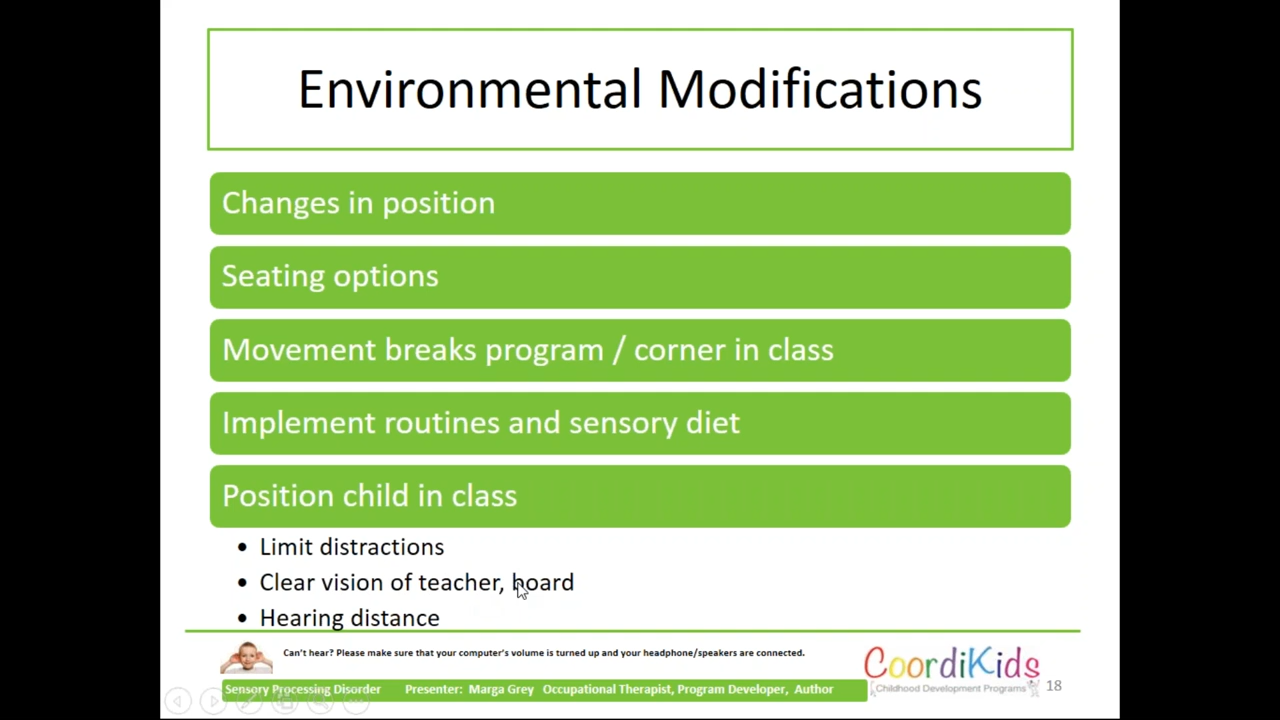 Environmental Modifications
Changes in position
Seating options
Movement breaks program / corner in class
Implement routines and sensory diet
Position child in class
• Limit distractions
• Clear vision of teacher, board
• Hearing distance
Can't hear? Please make sure that your computer's volume is turned up and your headphone/speakers are connected.
Sensory Processing Disorder Presenter: Marga Grey Occupational Therapist, Program Developer, Author
CoordiKids
Childhood Development Programs
18